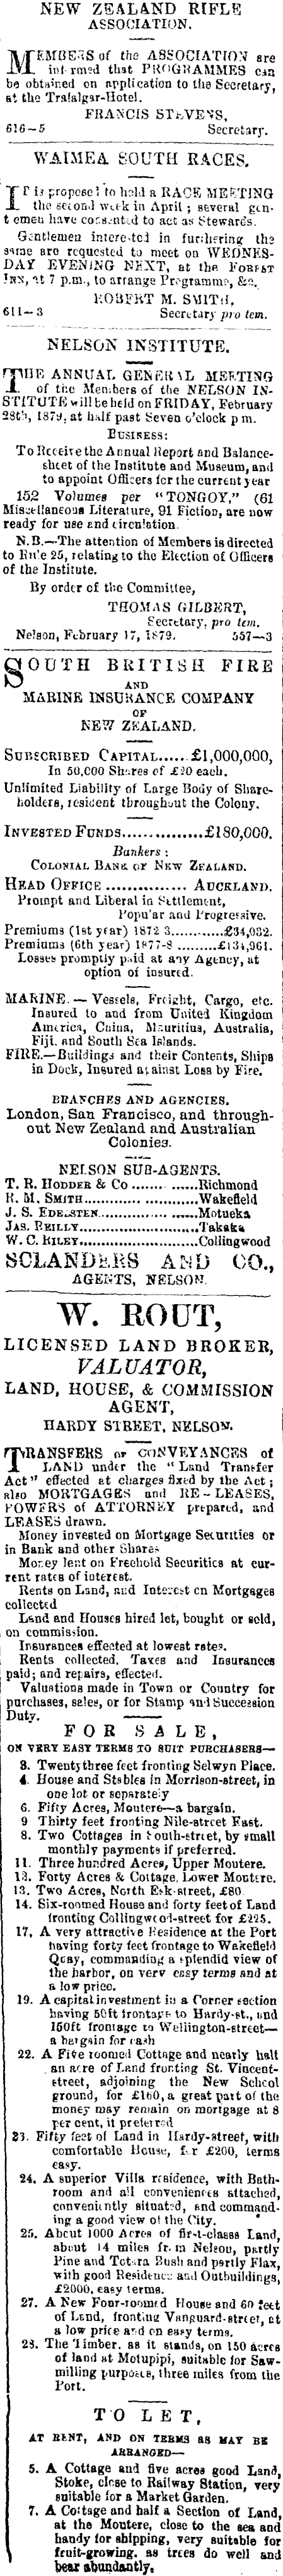 NEW ZEALAND RIFLE
ASSOCIATION.
MEMBERS of the ASSOCIATION are
informed that PROGRAMMES can
be obtained on application to the Secretary,
at the Trafalgar-Hotel.
FRANCIS STEVENS,
616-5 Secretary.
WAIMEA SOUTH RACES.
IT is proposed to hold a RACE MEETING
the second week in April; several gen-
tlemen have consented to act as Stewards.
Gentlemen interested in furthering the
same are requested to meet on WEDNES-
DAY EVENING NEXT, at the FOREST
INN, at 7 p.m., to arrange Programme, &c.
ROBERT M. SMITH,
611-3 Secretary pro tem.
NELSON INSTITUTE.
THE ANNUAL GENERAL MEETING
of the Members of the NELSON IN-
STITUTE will be held on FRIDAY, February
28th, 1879, at half past Seven o'clock p m.
BUSINESS:
To Receive the Annual Report and Balance-
sheet of the Institute and Museum, and
to appoint Officers for the current year
152 Volumes per "TONGOY," (61
Miscellaneous Literature, 91 Fiction, are now
ready for use and circulation.
N.B.—The attention of Members is directed
to Rule 25, relating to the Election of Officers
of the Institute.
By order of the Committee,
THOMAS GILBERT,
Secretary, pro tem.
Nelson, February 17, 1879. 557-3
SOUTH BRITISH FIRE
AND
MARINE INSURANCE COMPANY
OF
NEW ZEALAND.
SUBSCRIBED CAPITAL......£1,000,000,
In 50,000 Shares of £20 each.
Unlimited Liability of Large Body of Share-
holders, resident throughout the Colony.
INVESTED FUNDS...............£180,000.
Bankers:
COLONIAL BANK OF NEW ZEALAND.
HEAD OFFICE ............... AUCKLAND.
Prompt and Liberal in Settlement,
Popular and Progressive.
Premiums (1st year) 1872 3.........£34,032.
Premiums (6th year) 1877-8 .........£134,961.
Losses promptly paid at any Agency, at
option of insured.
MARINE.— Vessels, Freight, Cargo, etc.
Insured to and from United Kingdom
America, China, Mauritius, Australia,
Fiji, and South Sea Islands.
FIRE.—Buildings and their Contents, Ships
in Dock, Insured against Loss by Fire.
BRANCHES AND AGENCIES.
London, San Francisco, and through-
out New Zealand and Australian
Colonies.
NELSON SUB-AGENTS.
T. R. HODDER & Co ..............Richmond
R. M. SMITH.......................Wakefield
J. S. EDELSTEN ...................Motueka
JAS. REILLY.......................Takaka
W. C. RILEY.......................Collingwood
SCLANDERS AND CO.,
AGENTS, NELSON.
W. ROUT,
LICENSED LAND BROKER,
VALUATOR,
LAND, HOUSE, & COMMISSION
AGENT,
HARDY STREET, NELSON.
TRANSFERS or CONVEYANCES of
LAND under the "Land Transfer
Act" effected at charges fixed by the Act;
also MORTGAGES and RE-LEASES,
POWERS of ATTORNEY prepared, and
LEASES drawn.
Money invested on Mortgage Securities or
in Bank and other Shares
Money lent on Freehold Securities at cur-
rent rates of interest.
Rents on Land, and Interest on Mortgages
collected
Land and Houses hired let, bought or sold,
on commission.
Insurances effected at lowest rates.
Rents collected, Taxes and Insurances
paid; and repairs, effected.
Valuations made in Town or Country for
purchases, sales, or for Stamp and Succession
Duty.
FOR SALE,
ON VERY EASY TERMS TO SUIT PURCHASERS—
3. Twenty three feet fronting Selwyn Place.
4. House and Stables in Morrison-street, in
one lot or separately
6. Fifty Acres, Moutere—a bargain.
9 Thirty feet fronting Nile-street East.
8. Two Cottages in South-street, by small
monthly payments if preferred.
11. Three hundred Acres, Upper Moutere.
12. Forty Acres & Cottage, Lower Moutere.
13. Two Acres, North Esk-street, £80
14. Six-roomed House and forty feet of Land
fronting Collingwood-street for £225.
17, A very attractive Residence at the Port
having forty feet frontage to Wakefield
Quay, commanding a splendid view of
the harbor, on very easy terms and at
a low price.
19. A capital investment in a Corner section
having 50ft frontage to Hardy-st., and
150ft frontage to Wellington-street—
a bargain for cash
22. A Five roomed Cottage and nearly half
an acre of Land fronting St. Vincent-
street, adjoining the New School
ground, for £160, a great part of the
money may remain on mortgage at 8
per cent, if preferred
23. Fifty feet of Land in Hardy-street, with
comfortable House, for £200, terms
easy.
24. A superior Villa residence, with Bath-
room and all conveniences attached,
conveniently situated, and command-
ing a good view of the City.
25. About 1000 Acres of first-class Land,
about 14 miles from Nelson, partly
Pine and Totara Bush and partly Flax,
with good Residence and Outbuildings,
£2000, easy terms.
27. A New Four-roomed House and 60 feet
of Land, fronting Vanguard-street, at
a low price and on easy terms.
28. The Timber, as it stands, on 150 acres
of land at Motupipi, suitable for Saw-
milling purposes, three miles from the
Port.
TO LET,
AT RENT, AND ON TERMS AS MAY BE
ARRANGED—
5. A Cottage and five acres good Land,
Stoke, close to Railway Station, very
suitable for a Market Garden.
7. A Cottage and half a Section of Land,
at the Moutere, close to the sea and
handy for shipping, very suitable for
fruit-growing, as trees do well and
bear abundantly.